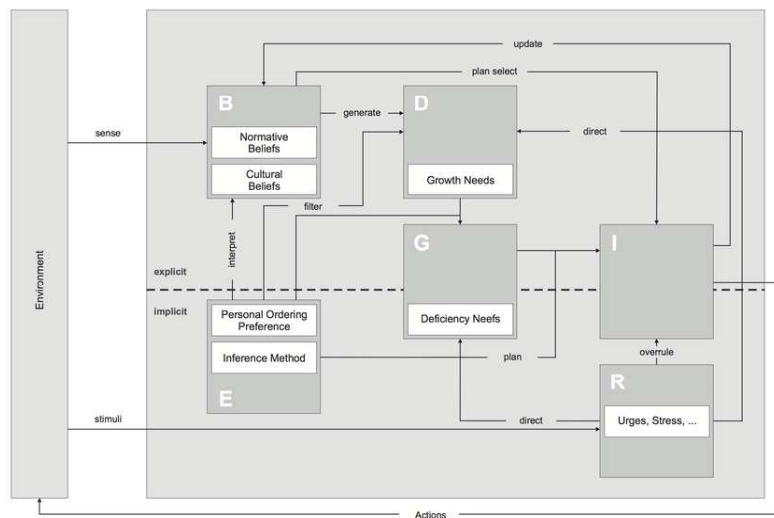 update
plan select
B
D
generate
sense
direct
Normative
Beliefs
Cultural
Beliefs
Growth Needs
filter
interpret
G
I
Environment
explicit
implicit
Personal Ordering
Preference
Deficiency Neefs
Inference Method
plan
overrule
E
R
stimuli
direct
Urges, Stress, ...
Actions